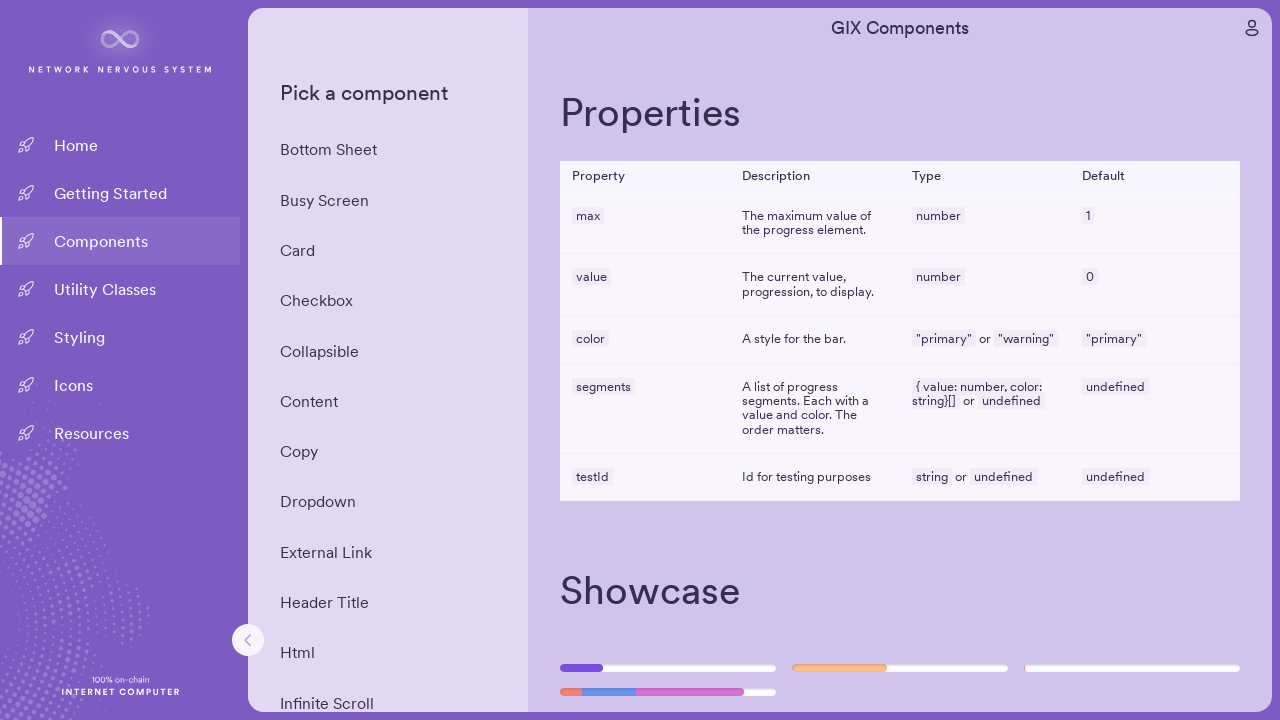 NETWORK NERVOUS SYSTEM
Home
Getting Started
Components
Utility Classes
Styling
Icons
Resources
100% on-chain
INTERNET COMPUTER
Pick a component
Bottom Sheet
Busy Screen
Card
Checkbox
Collapsible
Content
Copy
Dropdown
External Link
Header Title
Html
Infinite Scroll
GIX Components
Properties
Property Description Type Default
max The maximum value of number 1
the progress element.
value The current value, number 0
progression, to display.
color A style for the bar. "primary" or "warning" "primary"
segments A list of progress { value: number, color: undefined
segments. Each with a string}[] or undefined
value and color. The
order matters.
testId Id for testing purposes string or undefined undefined
Showcase